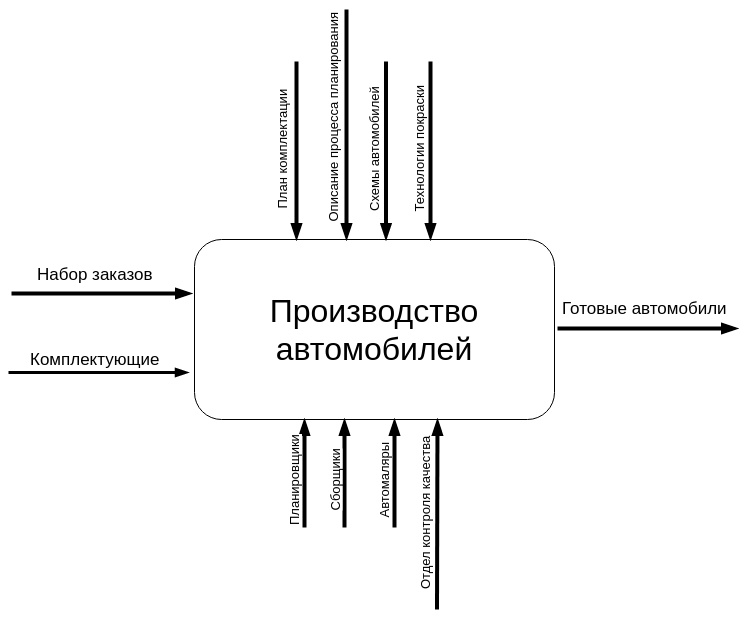 План комплектации
Описание процесса планирования
Схемы автомобилей
Технологии покраски
Набор заказов
Комплектующие
Производство
автомобилей
Готовые автомобили
Планировщики
Сборщики
Автомаляры
Отдел контроля качества